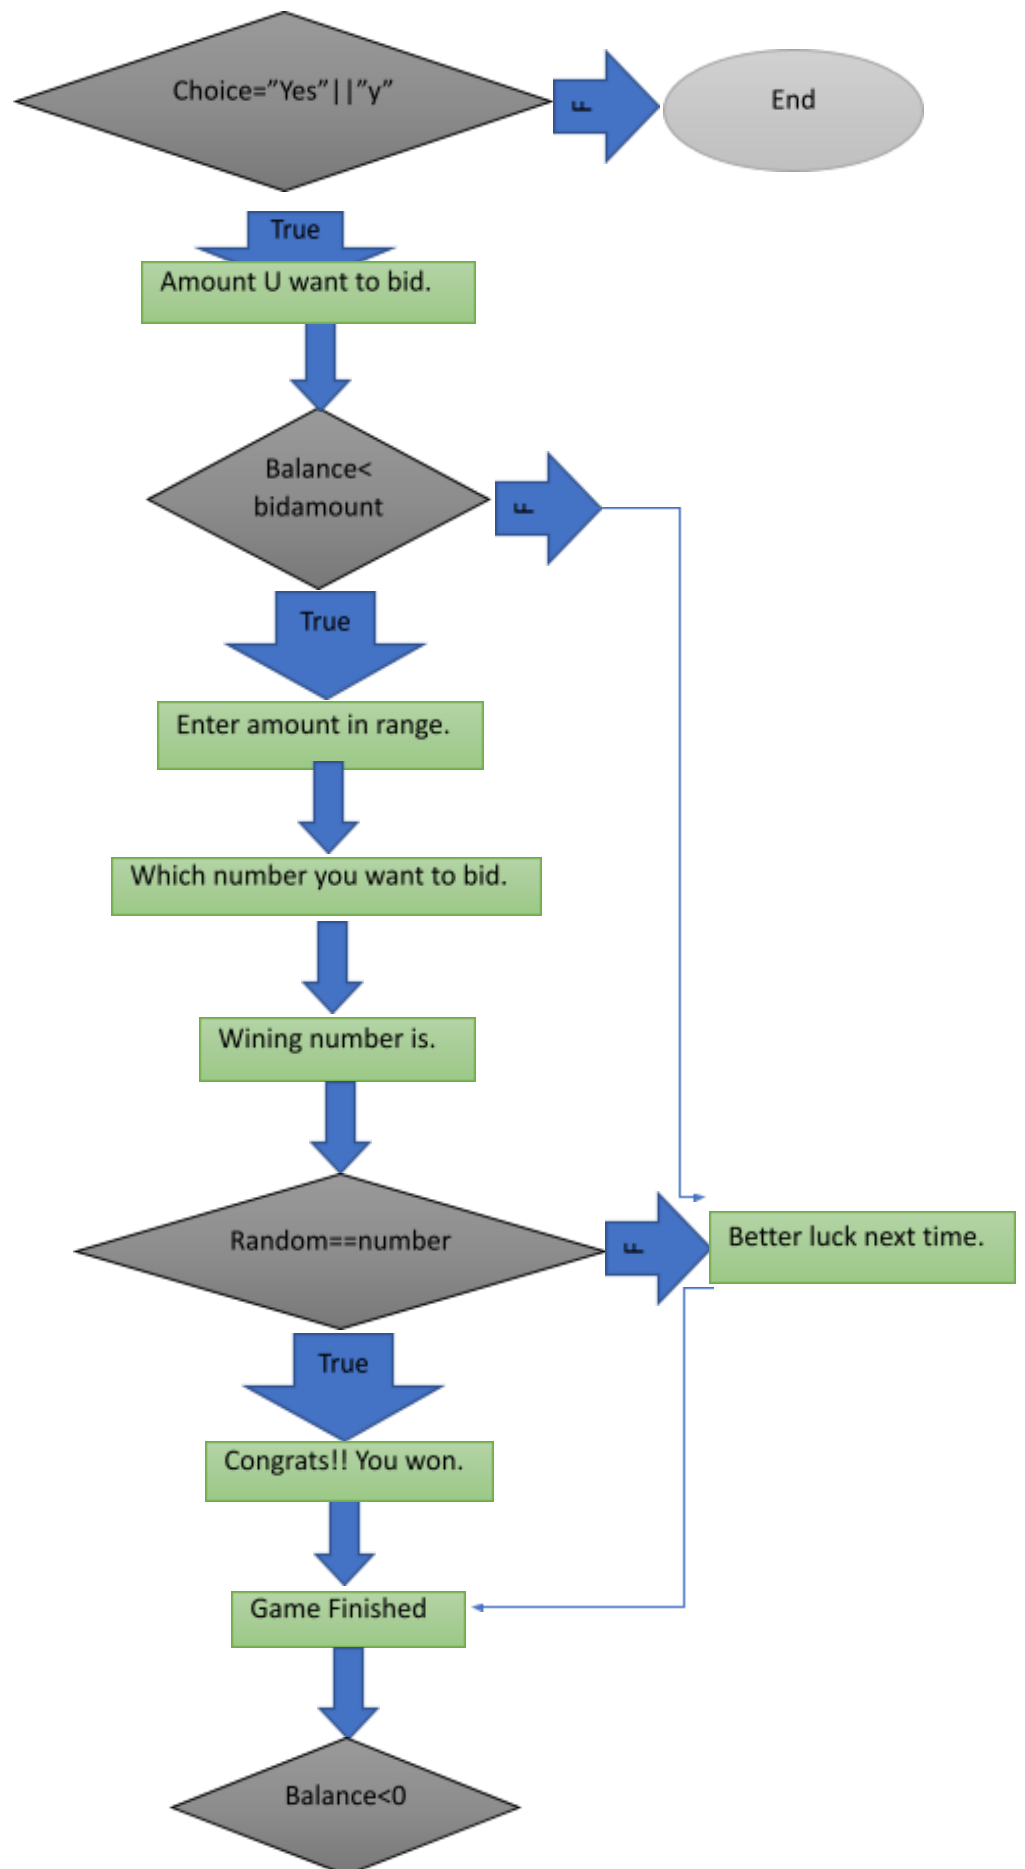 Choice=”Yes”||”y”
F
End
True
Amount U want to bid.
Balance<
bidamount
F
True
Enter amount in range.
Which number you want to bid.
Wining number is.
Random==number
F
Better luck next time.
True
Congrats!! You won.
Game Finished
Balance<0